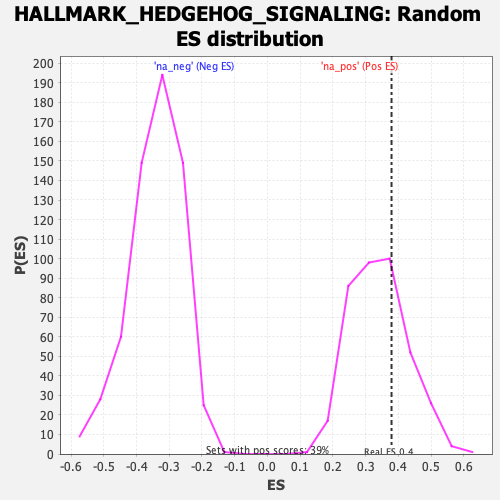 HALLMARK_HEDGEHOG_SIGNALING: Random
ES distribution
'na_neg' (Neg ES)
'na_pos' (Pos ES)
200
190
180
170
160
150
140
130
120
110
100
90
80
70
60
50
40
30
20
10
0
P(ES)
Sets with pos scores: 39%
Real ES 0.4
-0.6 -0.5 -0.4 -0.3 -0.2 -0.1 0.0 0.1 0.2 0.3 0.4 0.5 0.6
ES